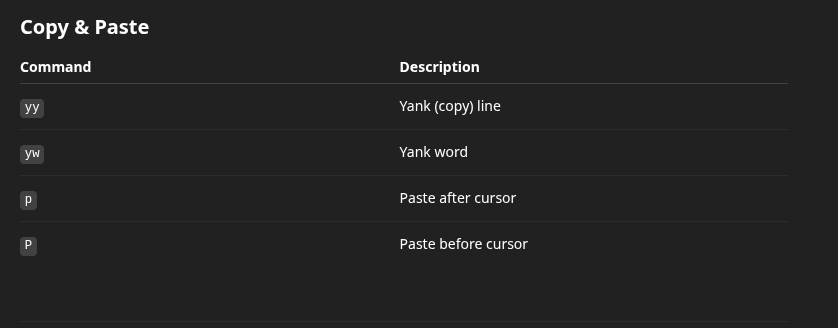 Copy & Paste
Command Description
yy Yank (copy) line
yw Yank word
p Paste after cursor
P Paste before cursor